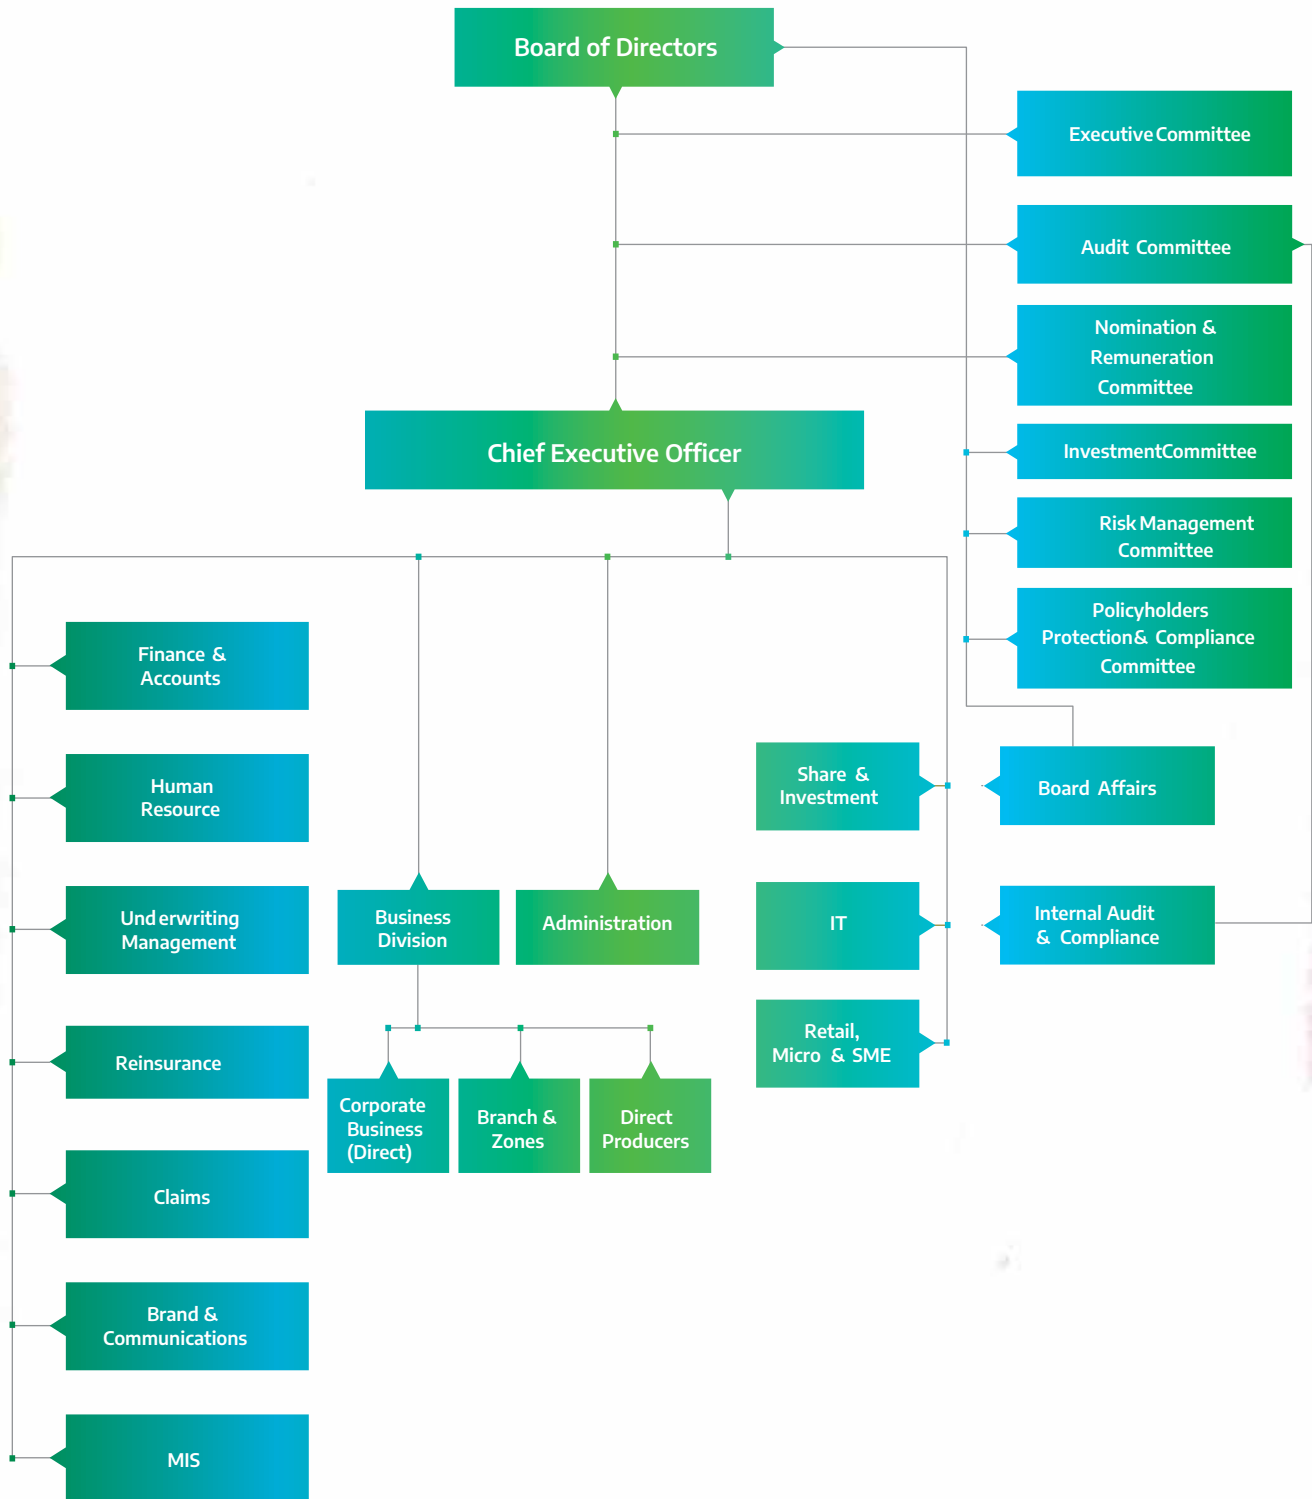 Board of Directors
Executive Committee
Audit Committee
Nomination &
Remuneration
Committee
Chief Executive Officer
InvestmentCommittee
Risk Management
Committee
Policyholders
Protection& Compliance
Committee
Finance &
Accounts
Human
Resource
Und erwriting
Management
Reinsurance
Claims
Brand &
Communications
MIS
Business
Division
Administration
Corporate
Business
(Direct)
Branch &
Zones
Direct
Producers
Share &
Investment
IT
Retail,
Micro & SME
Board Affairs
Internal Audit
& Compliance